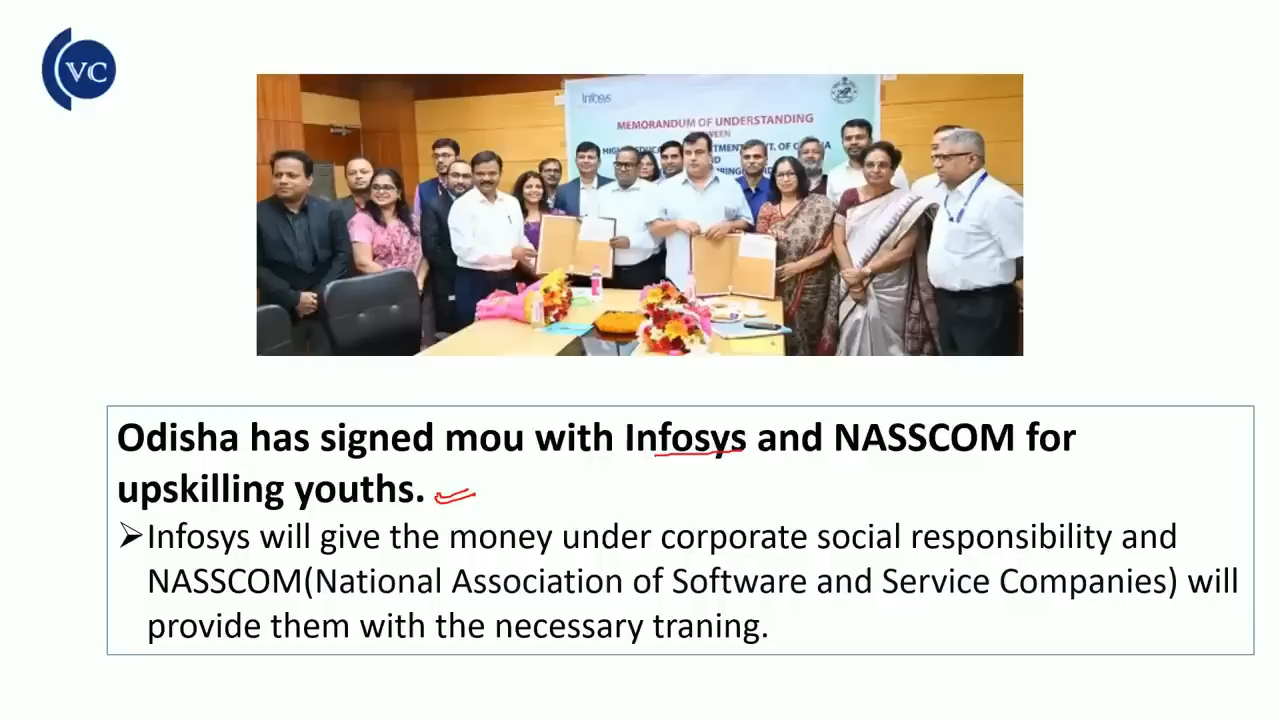 VC
Infosys
MEMORANDUM OF UNDERSTANDING
Odisha has signed mou with Infosys and NASSCOM for
upskilling youths.
➢Infosys will give the money under corporate social responsibility and
NASSCOM(National Association of Software and Service Companies) will
provide them with the necessary traning.